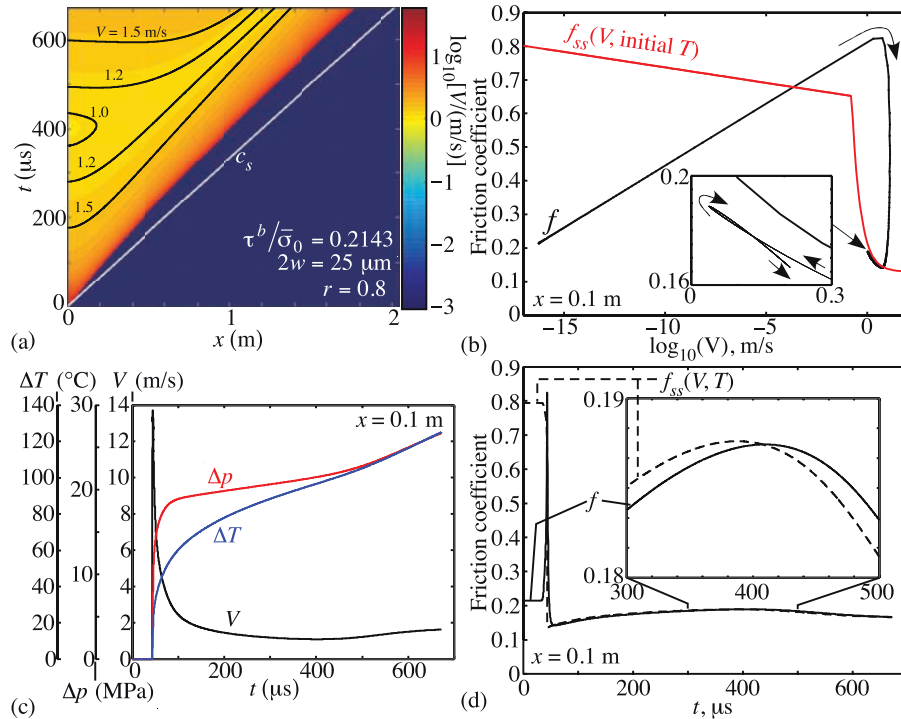 600
400
200
0
t (μs)
V = 1.5 m/s
1.2
1.0
1.2
1.5
c_s
τ^b/σ̄_0 = 0.2143
2w = 25 μm
r = 0.8
0
1
2
x (m)
(a)
1
0
-1
-2
-3
log_10[V/(m/s)]
0.9
0.8
0.7
0.6
0.5
0.4
0.3
0.2
0.1
0
Friction coefficient
f_ss(V, initial T)
f
0.2
0.16
0
0.3
x = 0.1 m
-15
-10
-5
0
log_10(V), m/s
(b)
ΔT (°C)
V (m/s)
140
30
14
120
12
100
10
80
20
8
60
6
40
10
4
20
2
0
0
0
x = 0.1 m
Δp
ΔT
V
200
400
600
Δp (MPa)
t (μs)
(c)
0.9
0.8
0.7
0.6
0.5
0.4
0.3
0.2
0.1
0
Friction coefficient
f_ss(V, T)
f
0.19
0.18
300
400
500
x = 0.1 m
0
200
400
600
t, μs
(d)